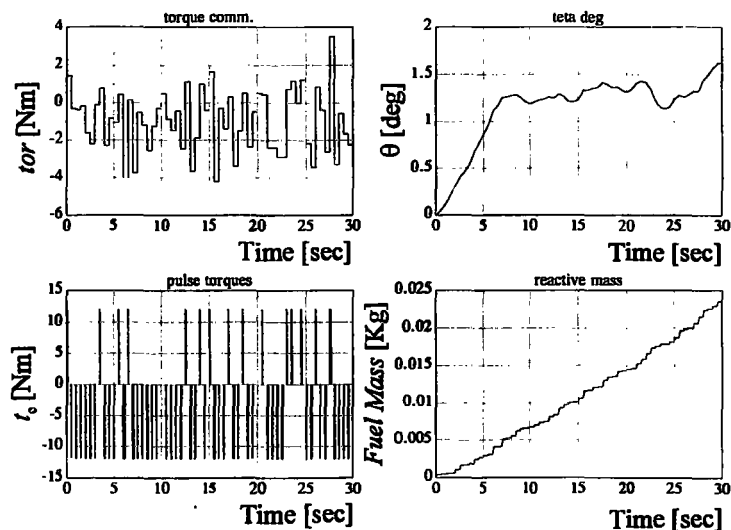 torque comm.
tor [Nm]
4
2
0
-2
-4
-6
0 5 10 15 20 25 30
Time [sec]
teta deg
θ [deg]
2
1.5
1
0.5
0
0 5 10 15 20 25 30
Time [sec]
pulse torques
tc [Nm]
15
10
5
0
-5
-10
-15
0 5 10 15 20 25 30
Time [sec]
reactive mass
Fuel Mass [Kg]
0.025
0.02
0.015
0.01
0.005
0
0 5 10 15 20 25 30
Time [sec]